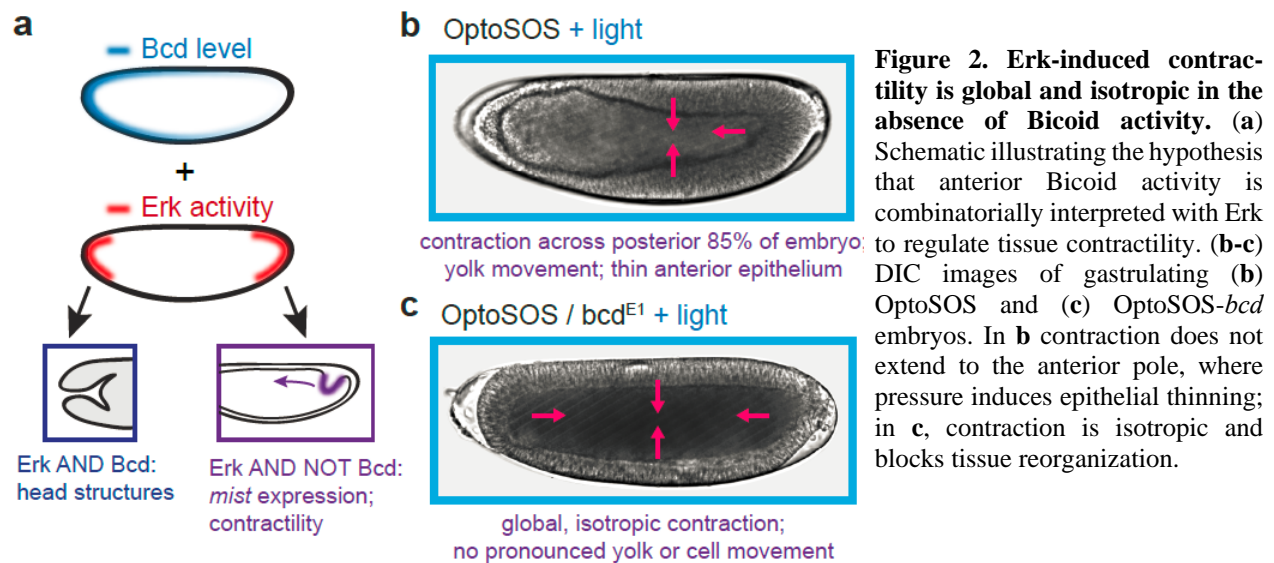 a
Bcd level
+
Erk activity
Erk AND Bcd:
head structures
Erk AND NOT Bcd:
mist expression;
contractility
b OptoSOS + light
contraction across posterior 85% of embryo;
yolk movement; thin anterior epithelium
c OptoSOS / bcdᴱ¹ + light
global, isotropic contraction;
no pronounced yolk or cell movement
Figure 2. Erk-induced contrac-
tility is global and isotropic in the
absence of Bicoid activity. (a)
Schematic illustrating the hypothesis
that anterior Bicoid activity is
combinatorially interpreted with Erk
to regulate tissue contractility. (b-c)
DIC images of gastrulating (b)
OptoSOS and (c) OptoSOS-bcd
embryos. In b contraction does not
extend to the anterior pole, where
pressure induces epithelial thinning;
in c, contraction is isotropic and
blocks tissue reorganization.